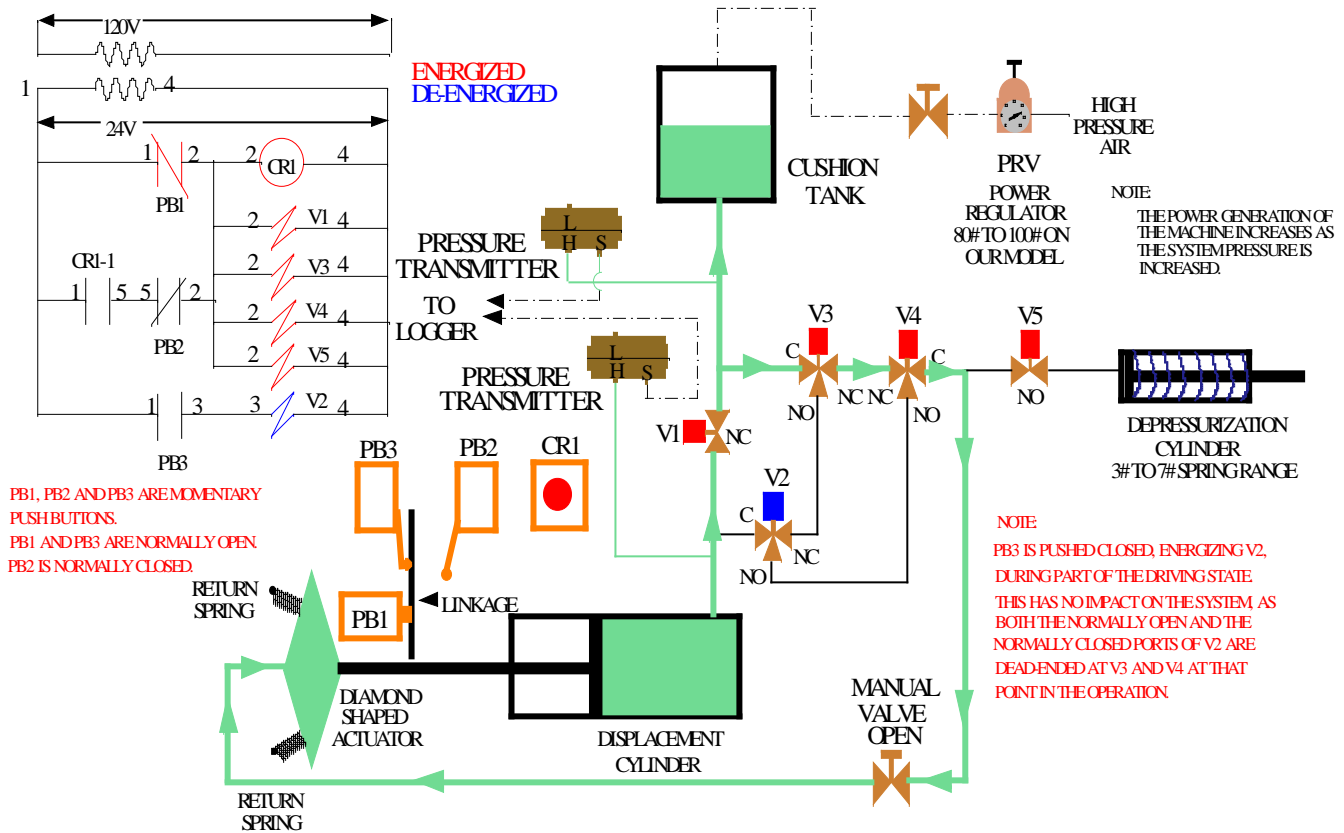 120V
1
4
24V
ENERGIZED
DE-ENERGIZED
1 2 2 CR1 4
PB1
2 V1 4
CR1-1
2 V3 4
1 5 5 2
2 V4 4
PB2
2 V5 4
1 3 3 V2 4
PB3
CUSHION
TANK
PRV
POWER
REGULATOR
80# TO 100# ON
OUR MODEL
HIGH
PRESSURE
AIR
NOTE:
THE POWER GENERATION OF
THE MACHINE INCREASES AS
THE SYSTEM PRESSURE IS
INCREASED.
PRESSURE
TRANSMITTER
L
H S
TO
LOGGER
PRESSURE
TRANSMITTER
L
H S
V3
C
NO
NC
V4
NC
C
NO
V5
NO
DEPRESSURIZATION
CYLINDER
3# TO 7# SPRING RANGE
V1
NC
V2
C
NC
NO
PB3
PB2
CR1
PB1, PB2 AND PB3 ARE MOMENTARY
PUSH BUTTONS.
PB1 AND PB3 ARE NORMALLY OPEN.
PB2 IS NORMALLY CLOSED.
RETURN
SPRING
PB1
LINKAGE
NOTE:
PB3 IS PUSHED CLOSED, ENERGIZING V2,
DURING PART OF THE DRIVING STATE.
THIS HAS NO IMPACT ON THE SYSTEM, AS
BOTH THE NORMALLY OPEN AND THE
NORMALLY CLOSED PORTS OF V2 ARE
DEAD-ENDED AT V3 AND V4 AT THAT
POINT IN THE OPERATION.
DIAMOND
SHAPED
ACTUATOR
DISPLACEMENT
CYLINDER
MANUAL
VALVE
OPEN
RETURN
SPRING